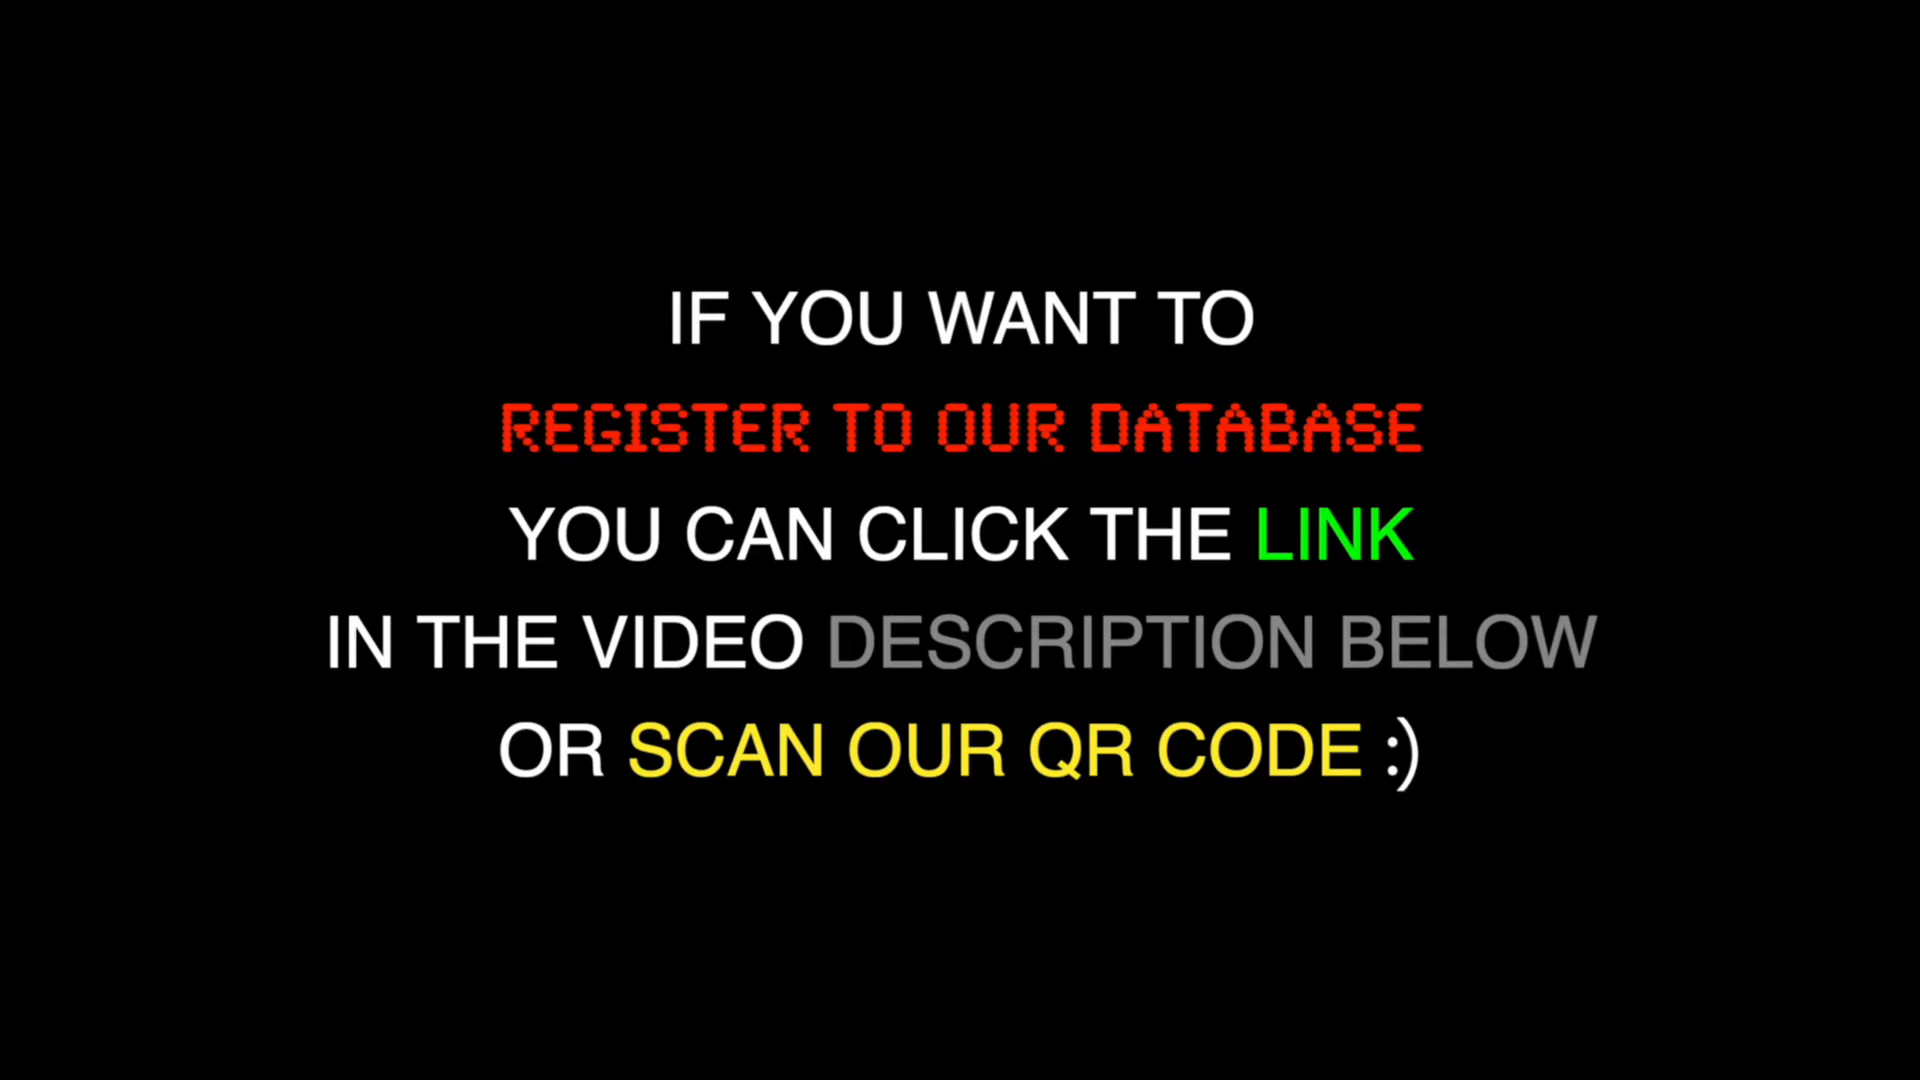 IF YOU WANT TO
REGISTER TO OUR DATABASE
YOU CAN CLICK THE LINK
IN THE VIDEO DESCRIPTION BELOW
OR SCAN OUR QR CODE :)